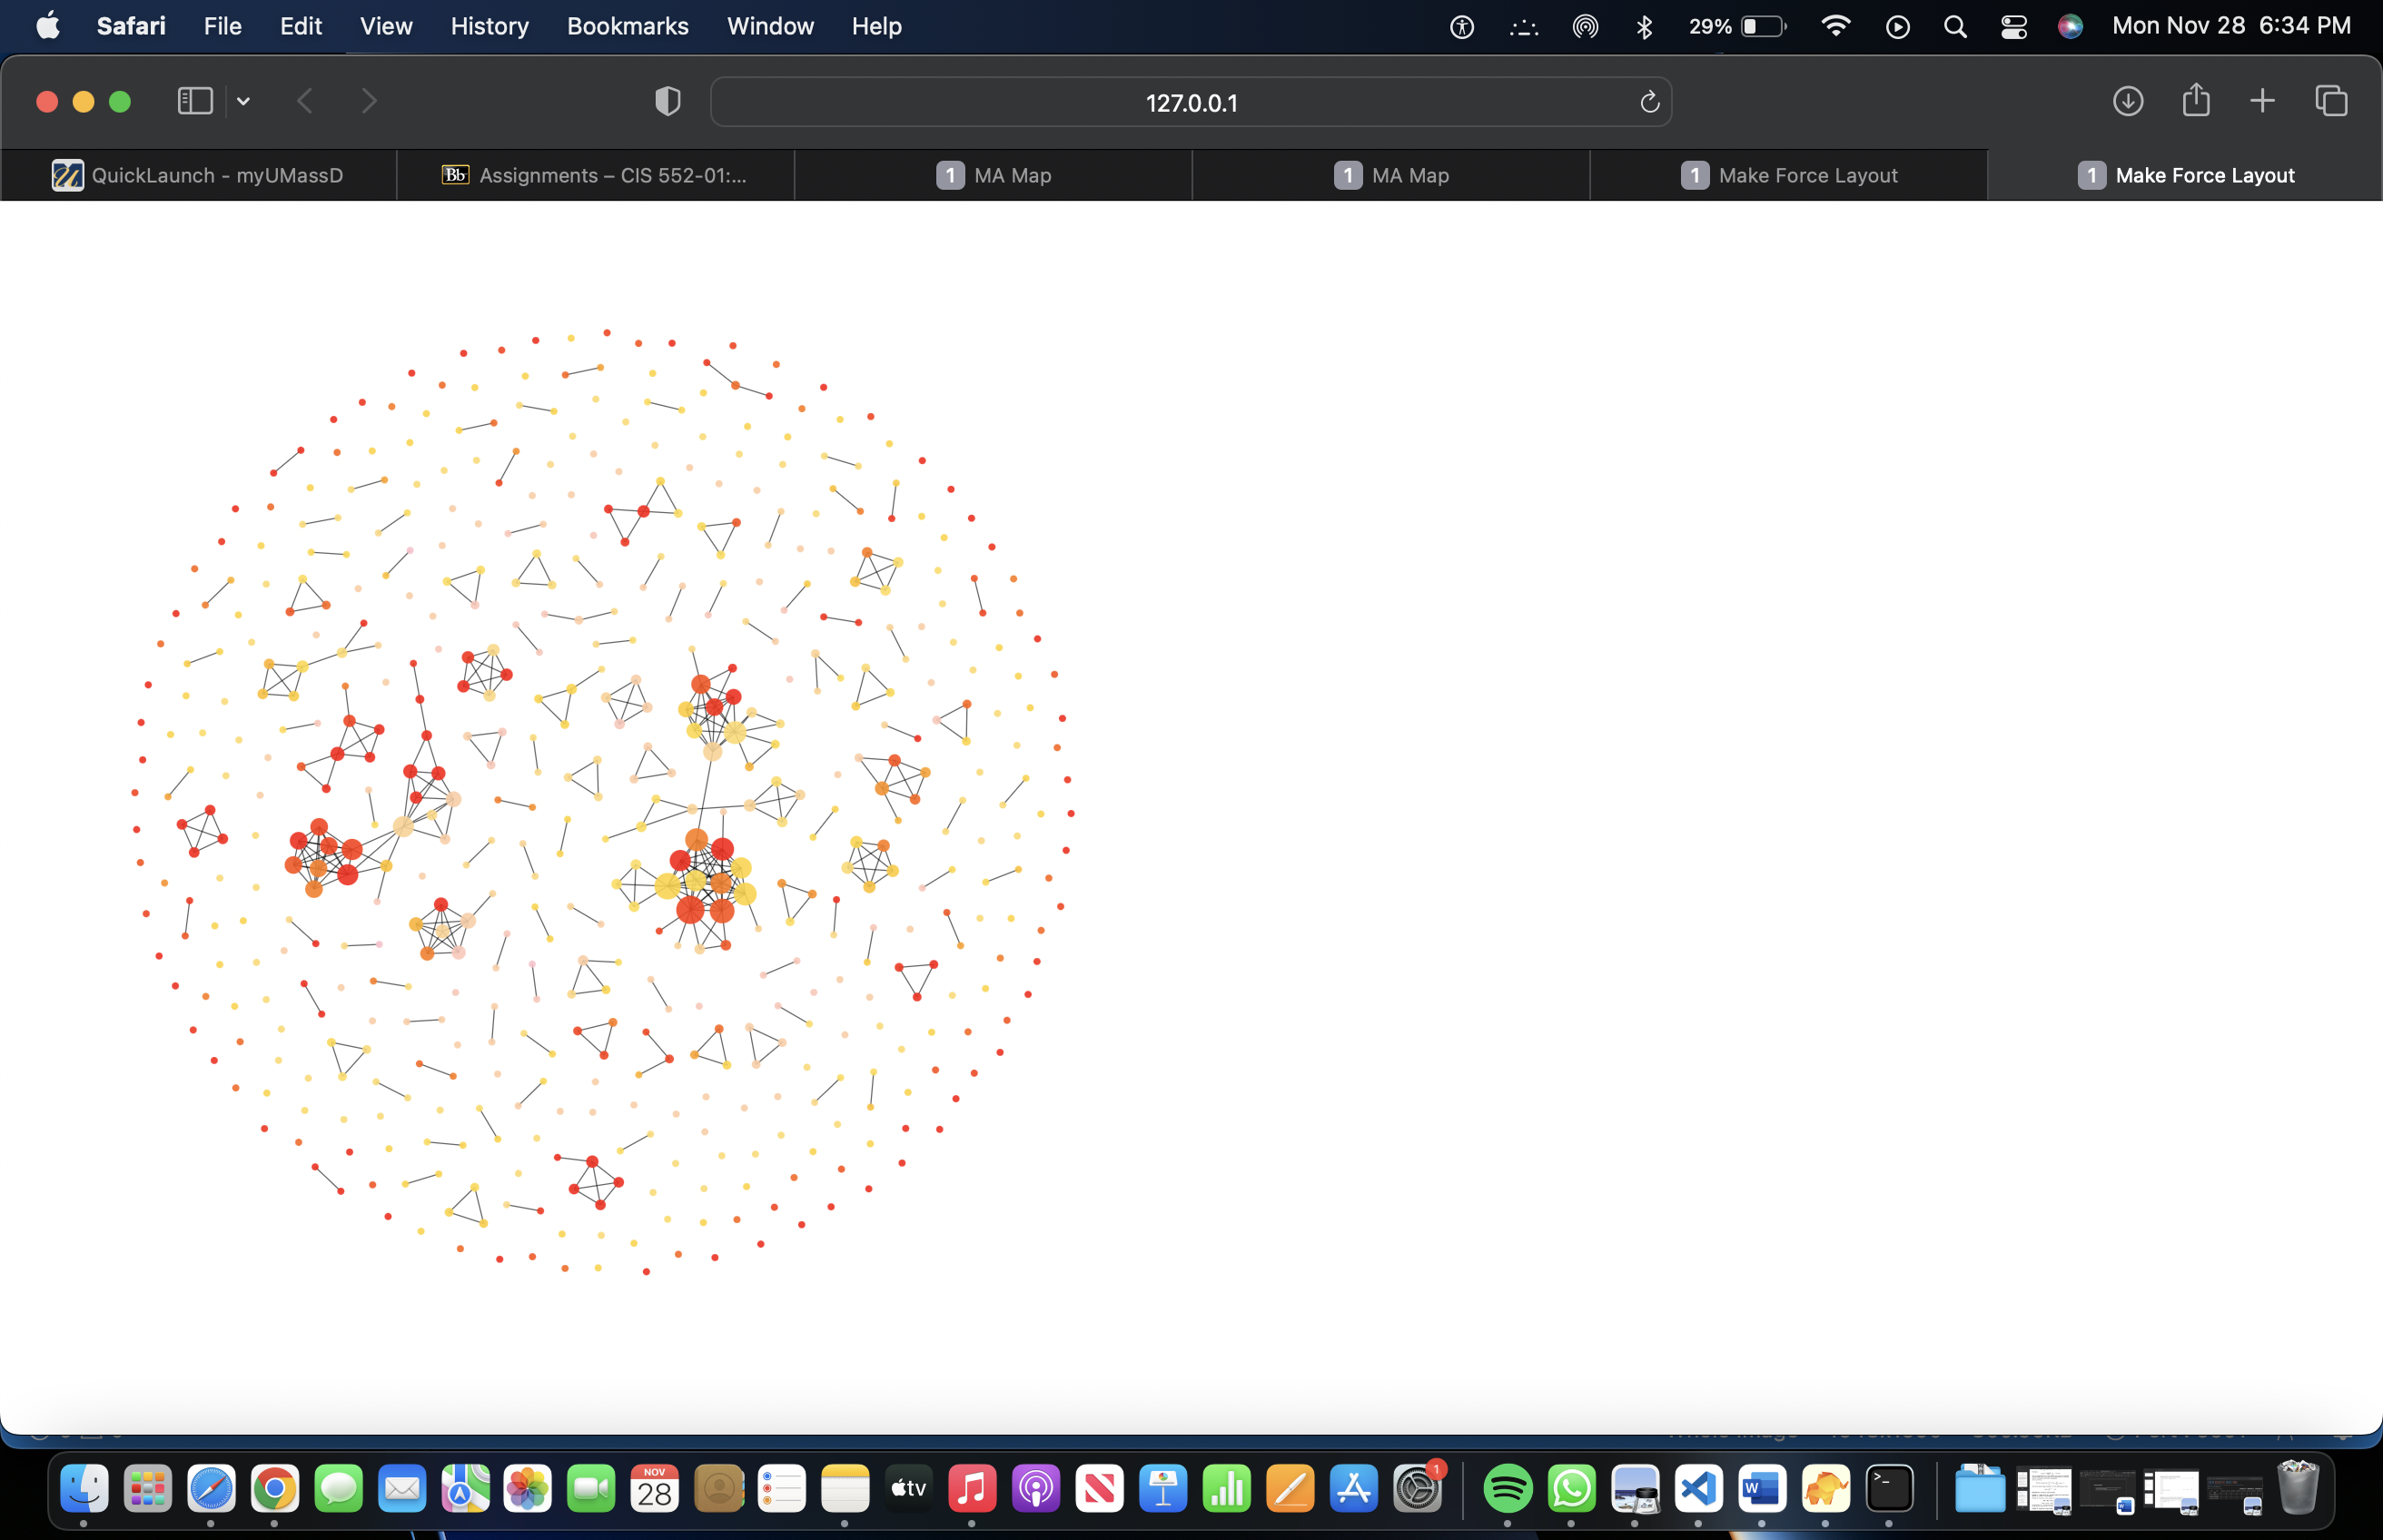 Safari File Edit View History Bookmarks Window Help 29% Mon Nov 28 6:34 PM
127.0.0.1
QuickLaunch - myUMassD Bb Assignments – CIS 552-01:... 1 MA Map 1 MA Map 1 Make Force Layout 1 Make Force Layout
NOV
28
tv
1
W
>_